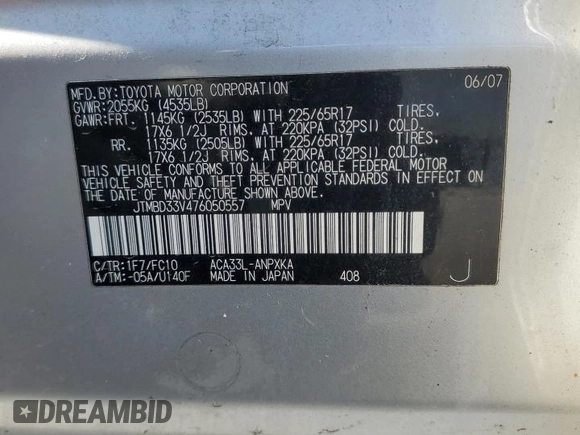 MFD.BY:TOYOTA MOTOR CORPORATION 06/07
GVWR:2055KG (4535LB)
GAWR:FRT. 1145KG (2535LB) WITH 225/65R17 TIRES,
17X6 1/2J RIMS, AT 220KPA (32PSI) COLD.
RR. 1135KG (2505LB) WITH 225/65R17 TIRES,
17X6 1/2J RIMS, AT 220KPA (32PSI) COLD.
THIS VEHICLE CONFORMS TO ALL APPLICABLE FEDERAL MOTOR
VEHICLE SAFETY AND THEFT PREVENTION STANDARDS IN EFFECT ON
THE DATE OF MANUFACTURE SHOWN ABOVE.
JTMBD33V476050557 MPV
C/TR:1F7/FC10 ACA33L-ANPXKA
A/TM:-05A/U140F MADE IN JAPAN 408 J
DREAMBID